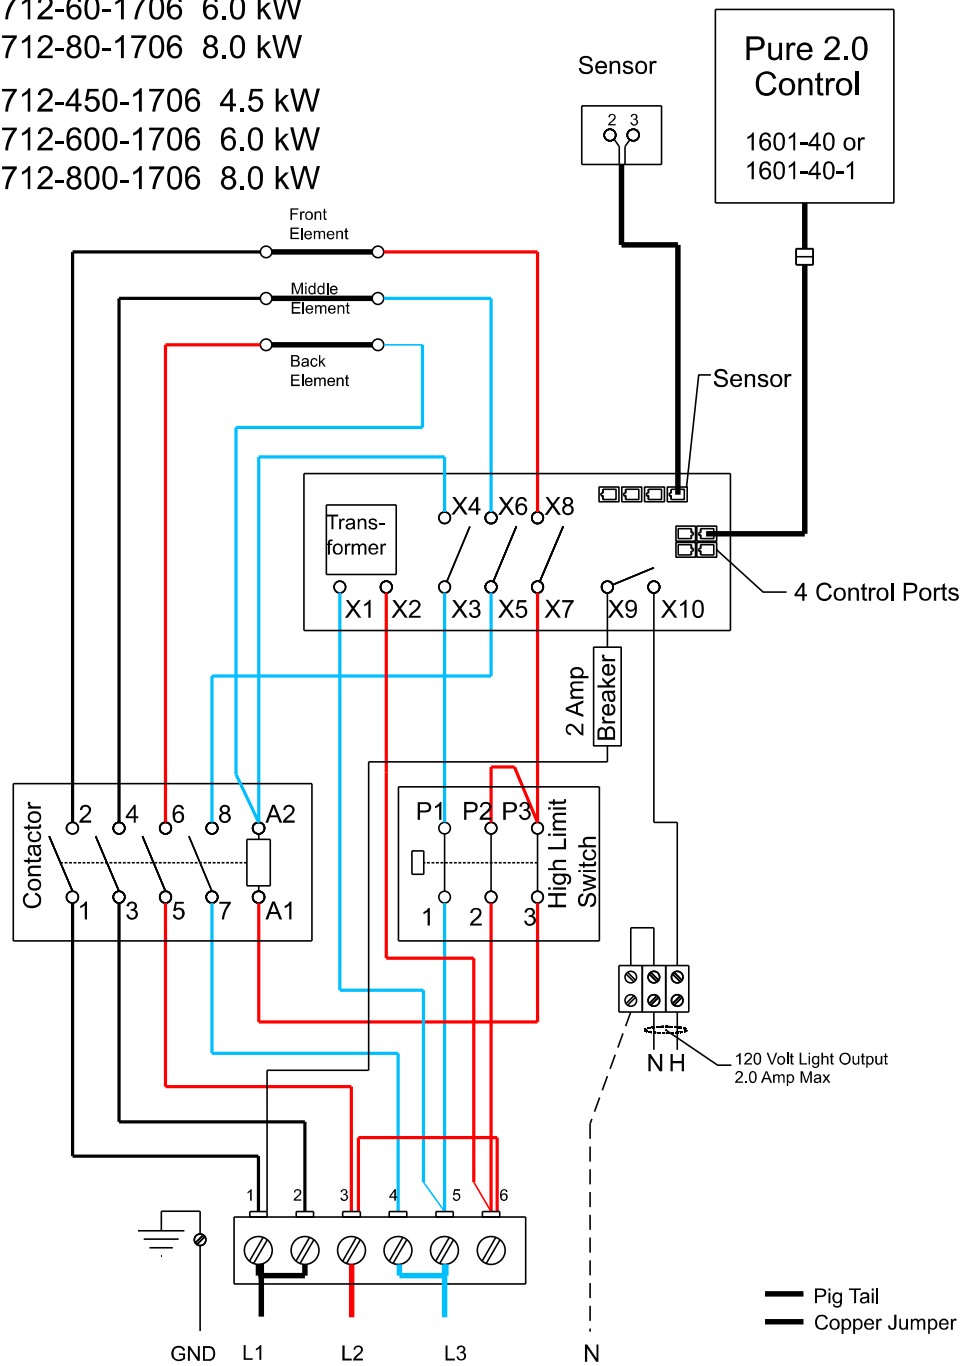 712-60-1706 6.0 kW
712-80-1706 8.0 kW
712-450-1706 4.5 kW
712-600-1706 6.0 kW
712-800-1706 8.0 kW
Sensor
2 3
Pure 2.0
Control
1601-40 or
1601-40-1
Front
Element
Middle
Element
Back
Element
Sensor
4 Control Ports
Trans-
former
X4 X6 X8
X1 X2 X3 X5 X7 X9 X10
2 Amp
Breaker
Contactor
2 4 6 8 A2
1 3 5 7 A1
P1 P2 P3
1 2 3
High Limit
Switch
N H
120 Volt Light Output
2.0 Amp Max
1 2 3 4 5 6
GND L1 L2 L3 N
Pig Tail
Copper Jumper